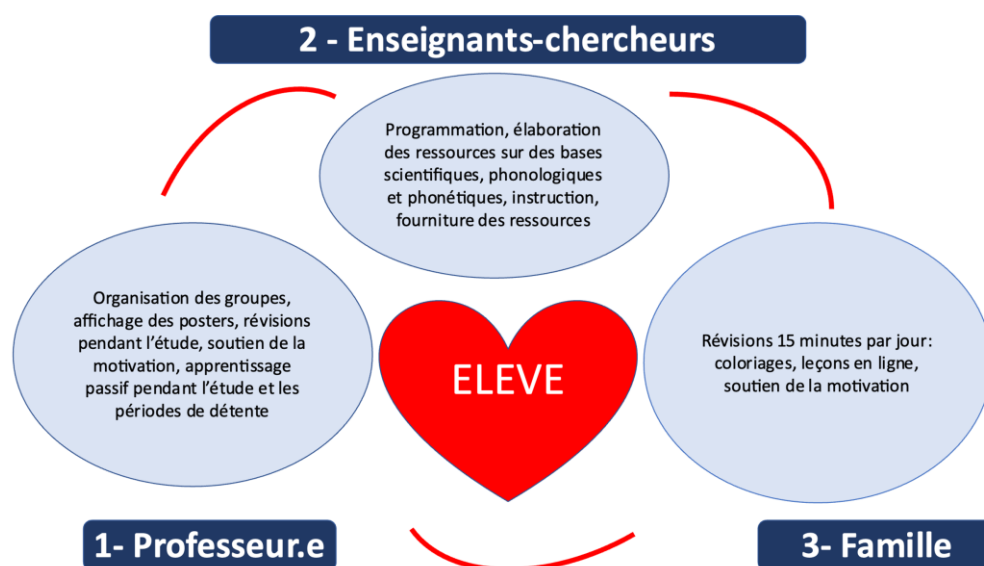 2 - Enseignants-chercheurs
Programmation, élaboration
des ressources sur des bases
scientifiques, phonologiques
et phonétiques, instruction,
fourniture des ressources
Organisation des groupes,
affichage des posters, révisions
pendant l'étude, soutien de la
motivation, apprentissage
passif pendant l'étude et les
périodes de détente
ELEVE
Révisions 15 minutes par jour:
coloriages, leçons en ligne,
soutien de la motivation
1- Professeur.e
3- Famille